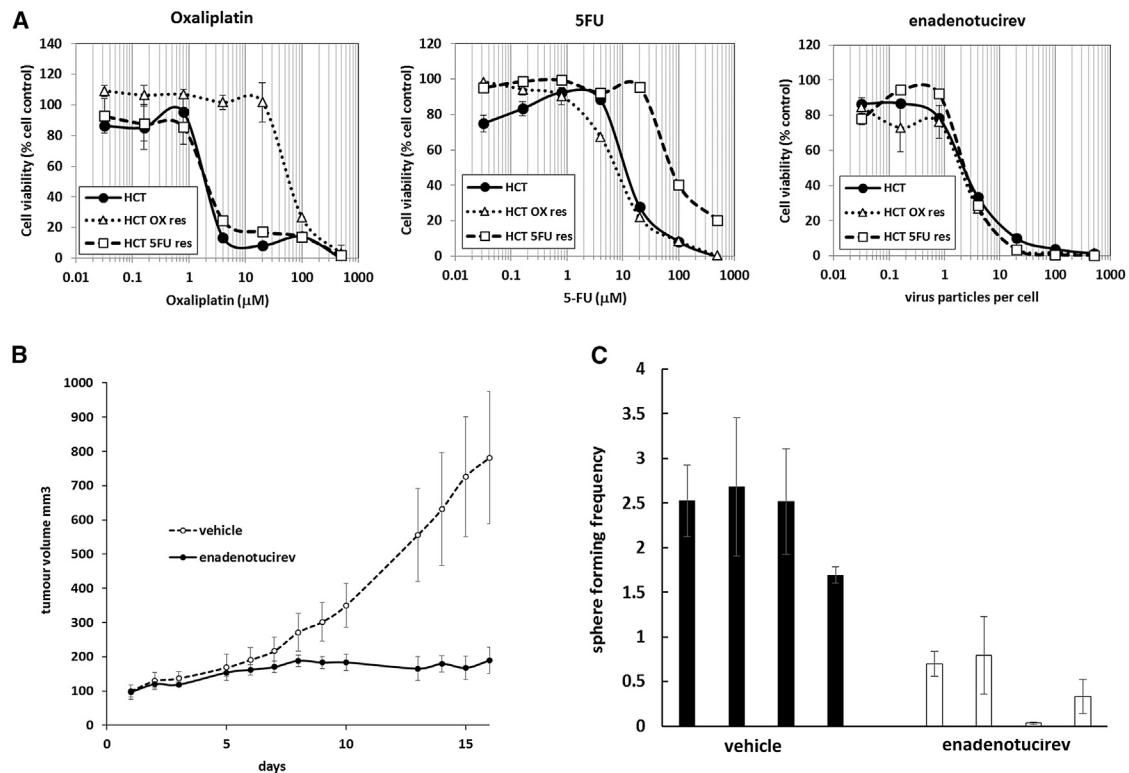 A
Oxaliplatin
5FU
enadenotucirev
Cell viability (% cell control)
140
120
100
80
60
40
20
0
HCT
HCT OX res
HCT 5FU res
0.01 0.1 1 10 100 1000
Oxaliplatin (µM)
Cell viability (% cell control)
120
100
80
60
40
20
0
HCT
HCT OX res
HCT 5FU res
0.01 0.1 1 10 100 1000
5-FU (µM)
Cell viability (% cell control)
120
100
80
60
40
20
0
HCT
HCT OX res
HCT 5FU res
0.01 0.1 1 10 100 1000
virus particles per cell
B
tumour volume mm3
1000
900
800
700
600
500
400
300
200
100
0
vehicle
enadenotucirev
0 5 10 15
days
C
sphere forming frequency
4
3.5
3
2.5
2
1.5
1
0.5
0
vehicle enadenotucirev